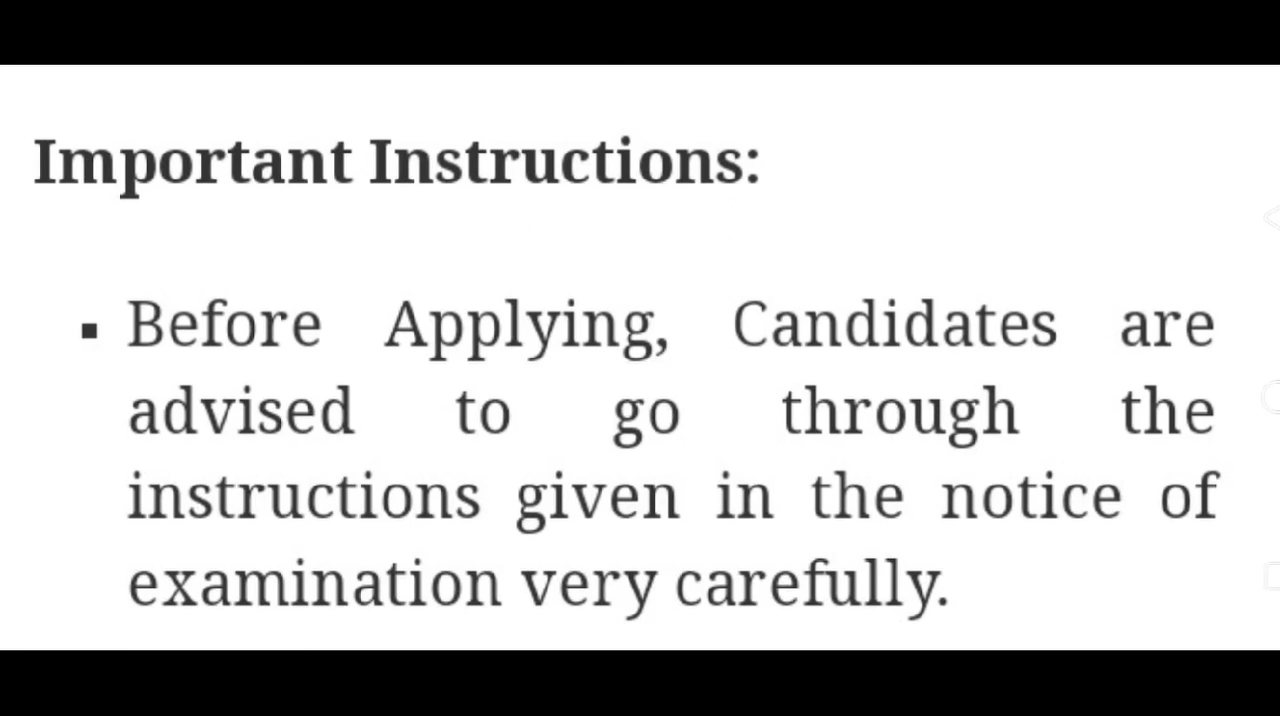 Important Instructions:
▪ Before Applying, Candidates are
advised to go through the
instructions given in the notice of
examination very carefully.